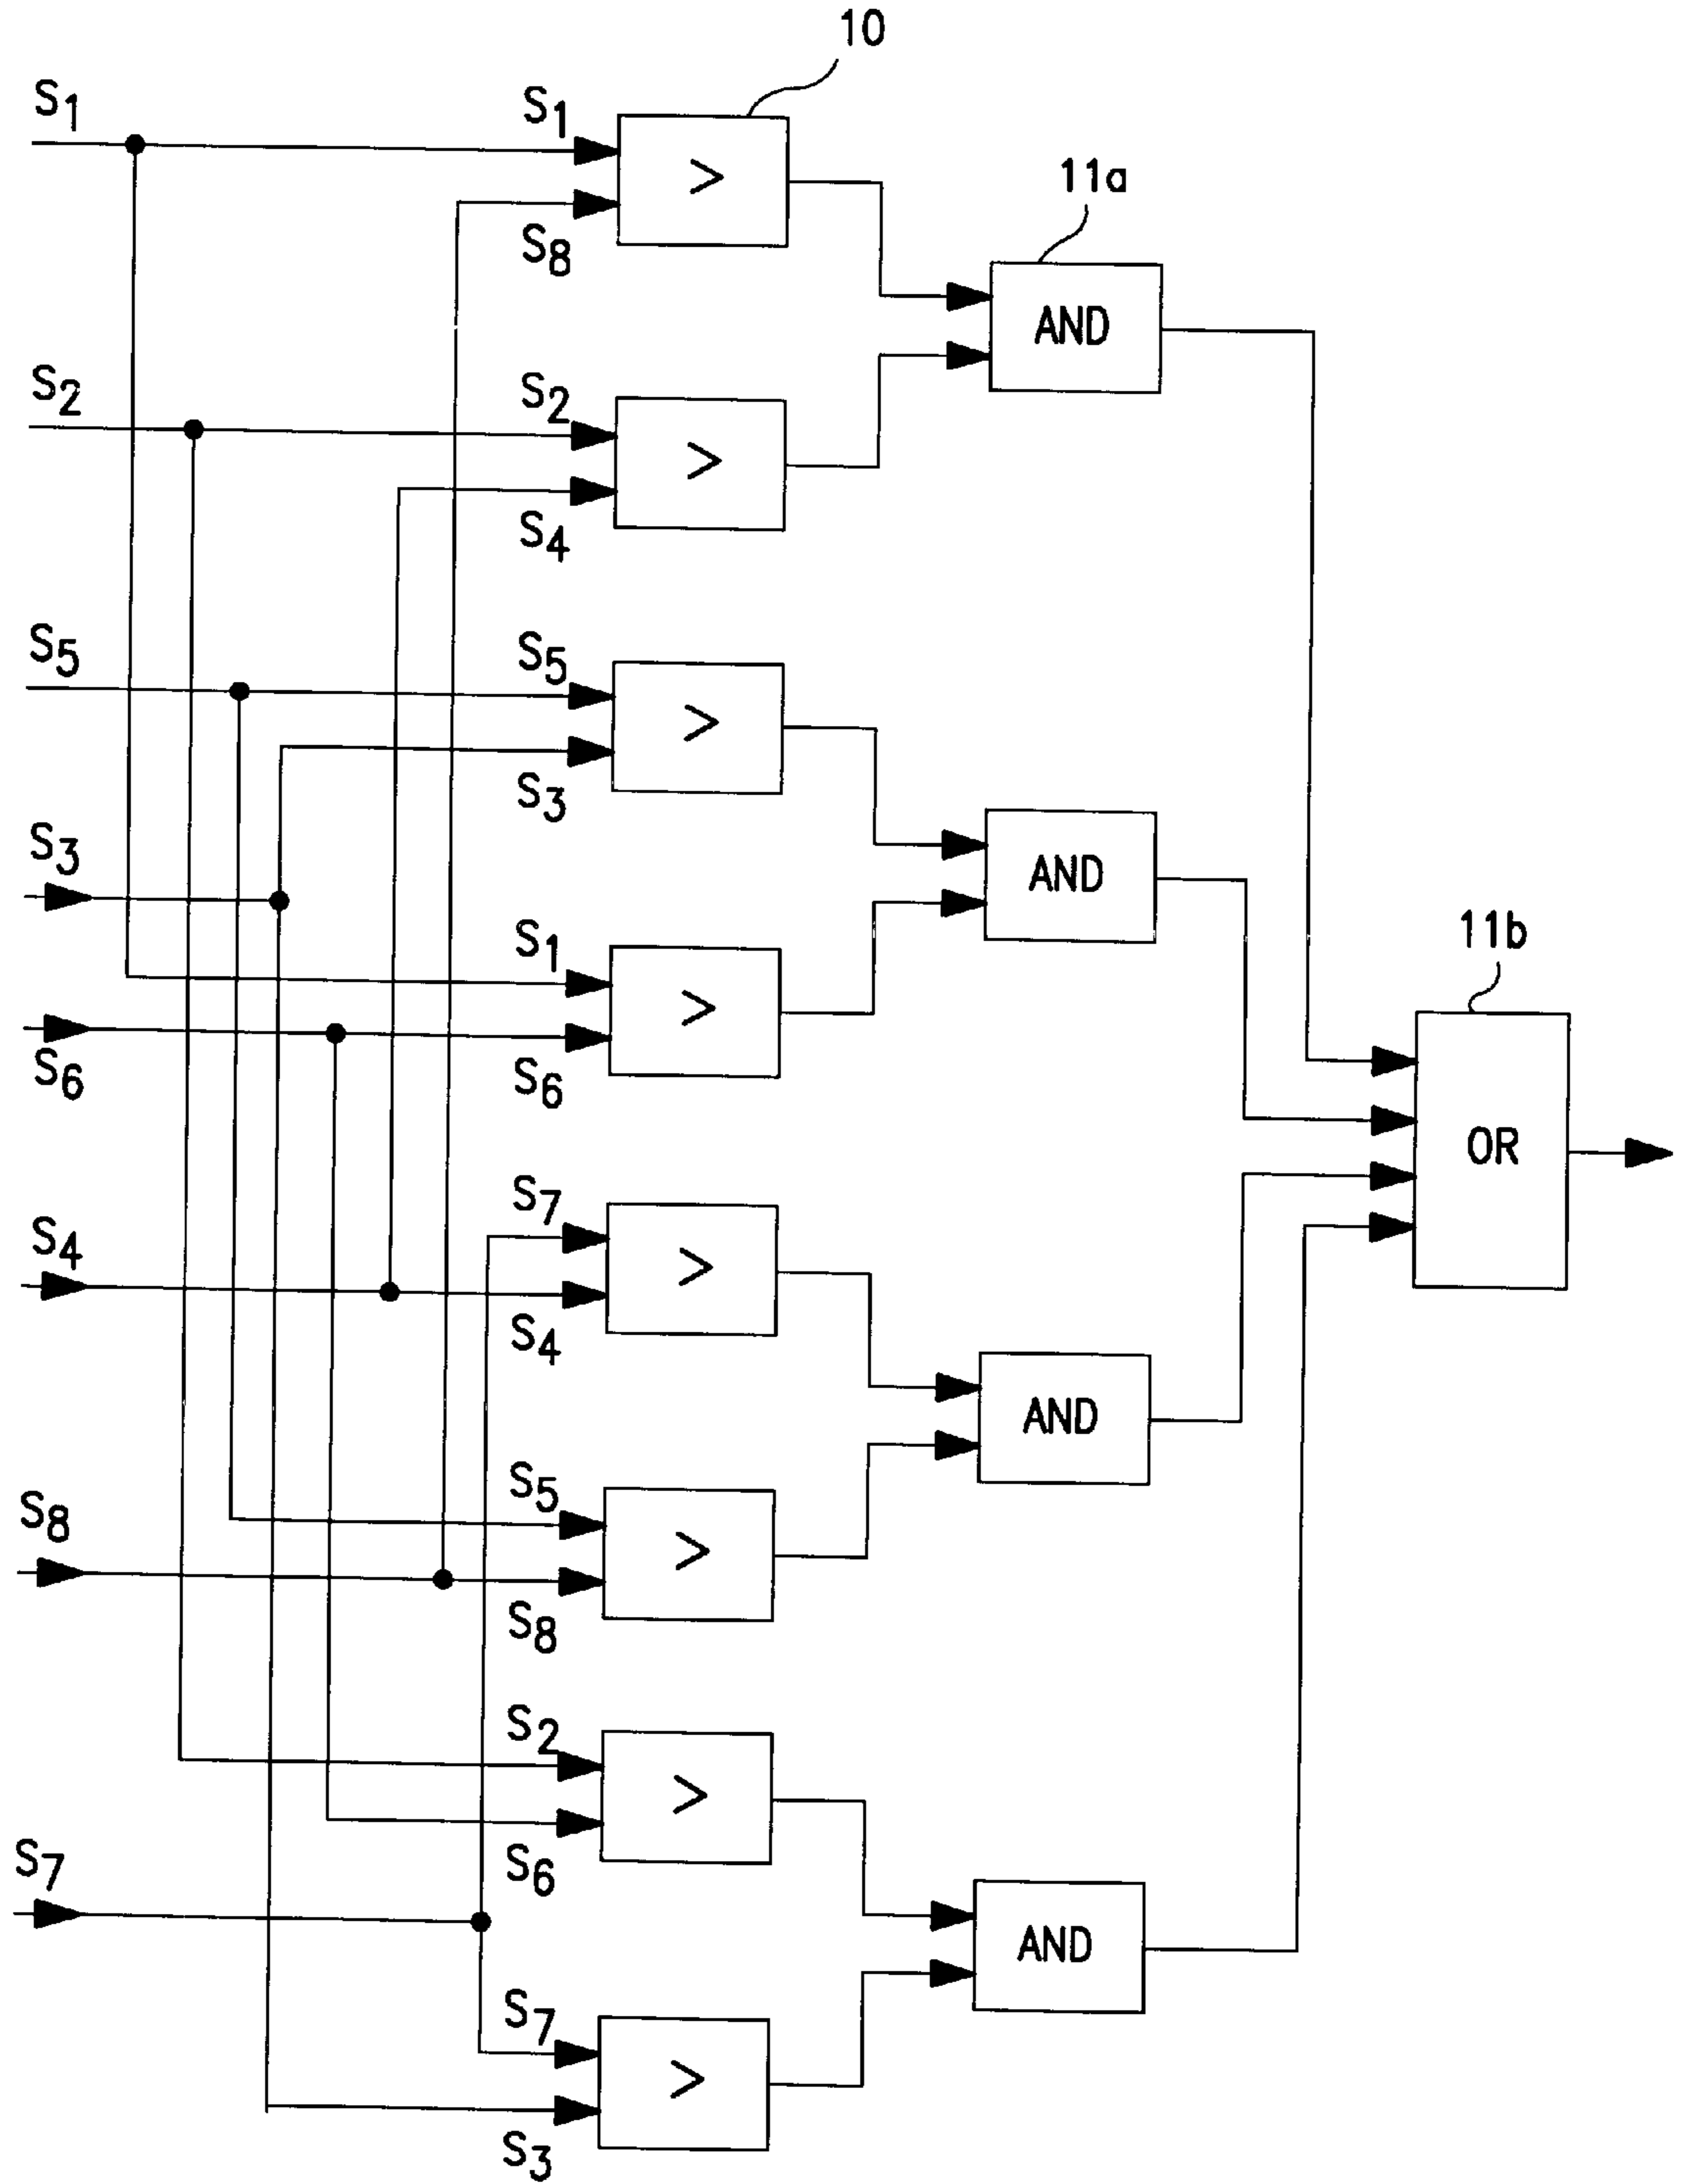 10
S1
S1
>
S8
11a
AND
S2
S2
>
S4
S5
S5
>
S3
S3
AND
S1
>
S6
S6
11b
OR
S7
>
S4
S4
AND
S5
>
S8
S8
S2
>
S6
S7
AND
S7
>
S3